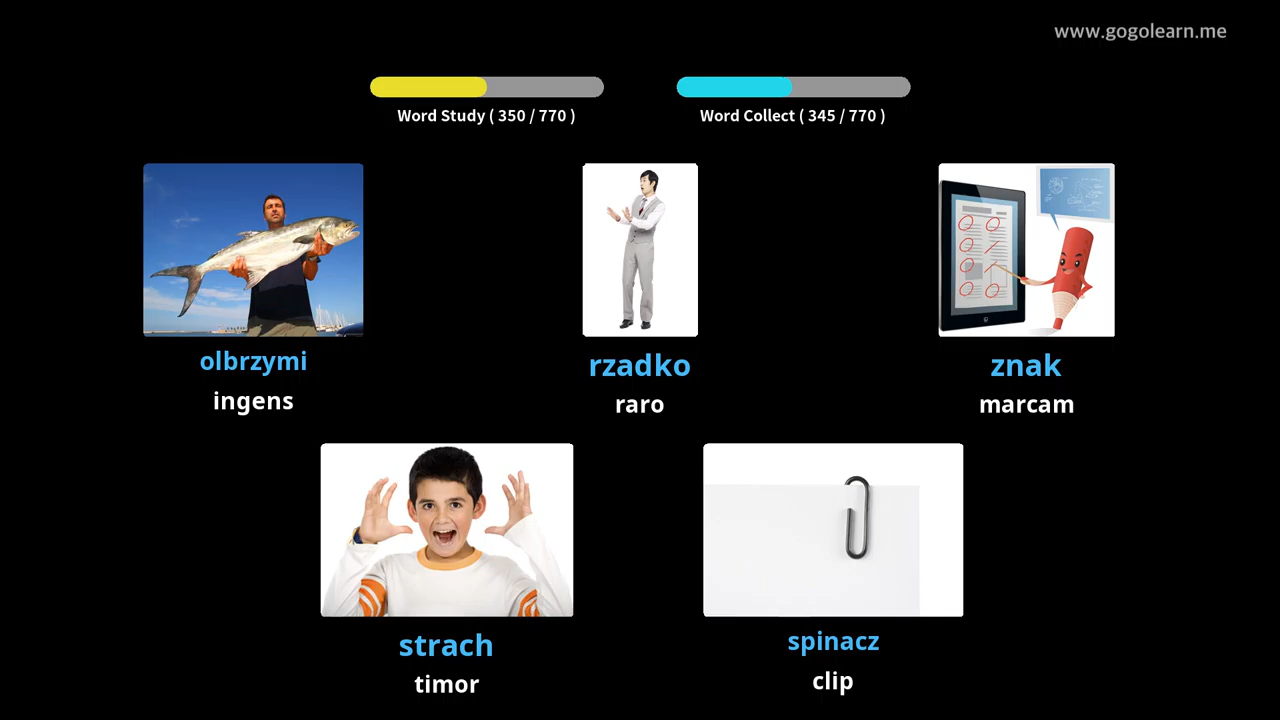 www.gogolearn.me
Word Study ( 350 / 770 )
Word Collect ( 345 / 770 )
olbrzymi
ingens
rzadko
raro
znak
marcam
strach
timor
spinacz
clip